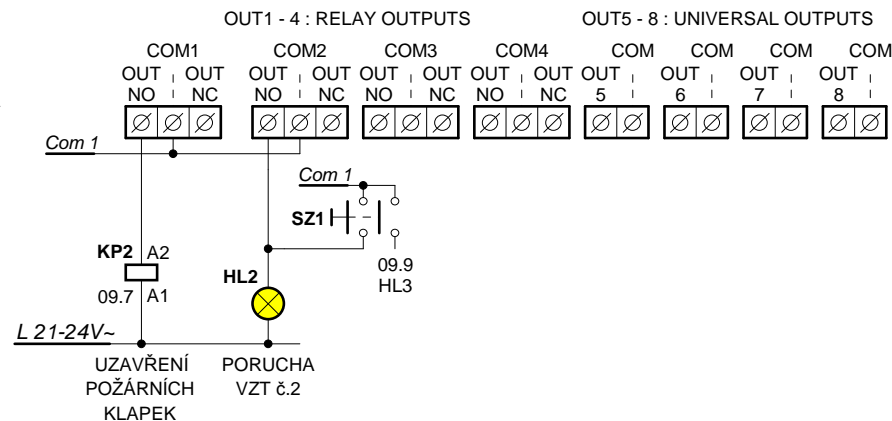 OUT1 - 4 : RELAY OUTPUTS OUT5 - 8 : UNIVERSAL OUTPUTS
COM1 COM2 COM3 COM4 COM COM COM COM
OUT OUT OUT OUT OUT OUT OUT OUT OUT OUT OUT OUT
NO NC NO NC NO NC NO NC 5 6 7 8
Com 1
Com 1
SZ1
KP2 A2
HL2
09.9
HL3
09.7 A1
L 21-24V~
UZAVŘENÍ PORUCHA
POŽÁRNÍCH VZT č.2
KLAPEK